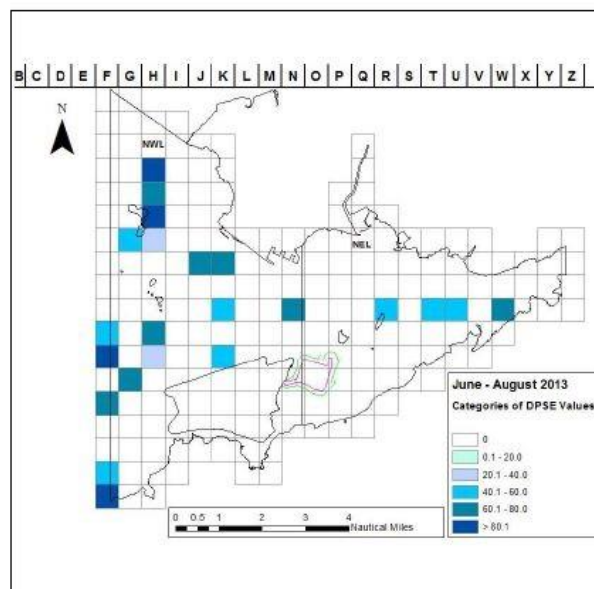 B C D E F G H I J K L M N O P Q R S T U V W X Y Z
N
NWL
NEL
June - August 2013
Categories of DPSE Values
0
0.1 - 20.0
20.1 - 40.0
40.1 - 60.0
60.1 - 80.0
> 80.1
0 0.5 1 2 3 4
Nautical Miles